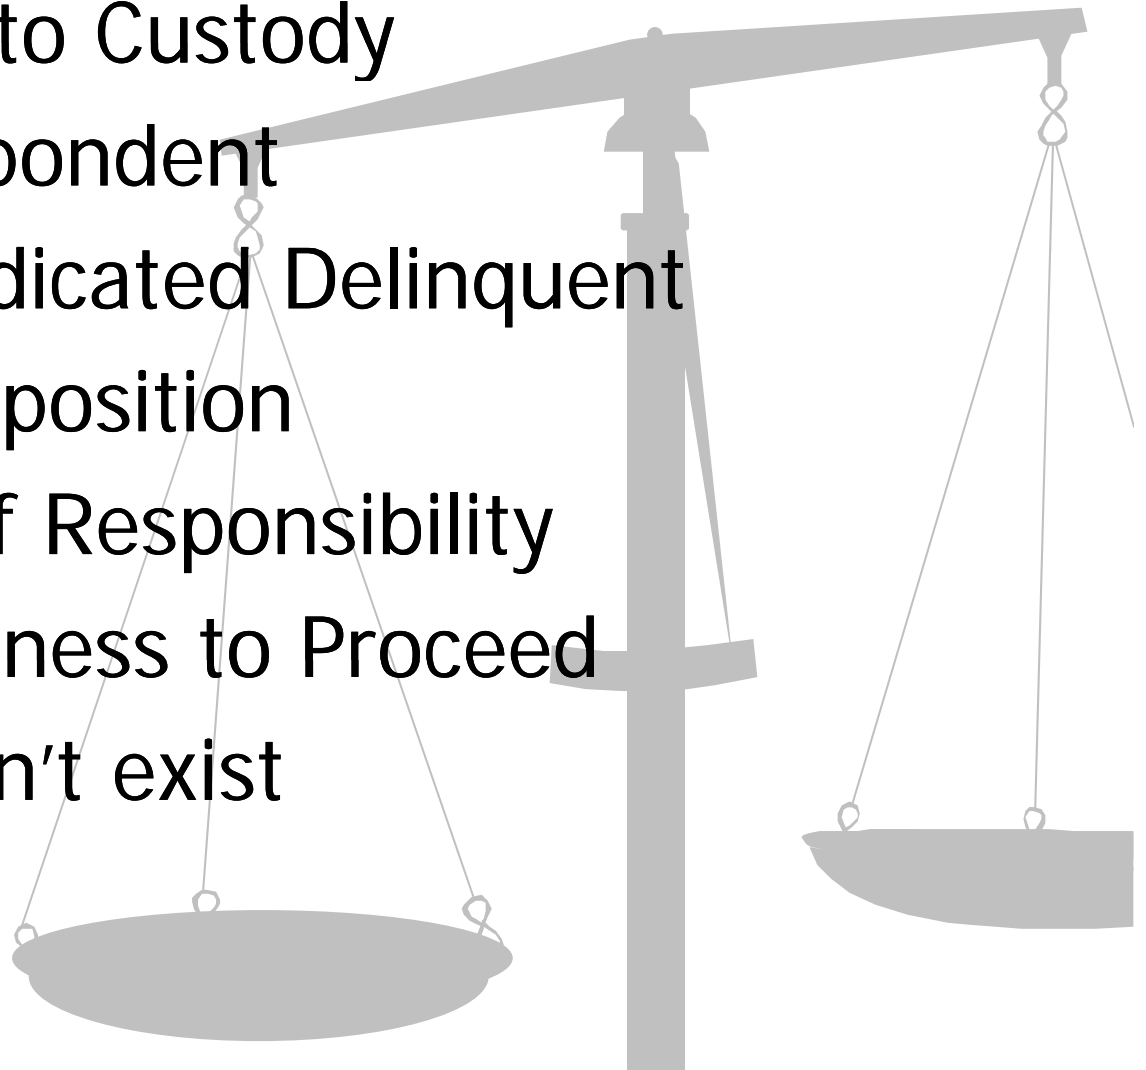 to Custody
pondent
dicated Delinquent
position
f Responsibility
ness to Proceed
n't exist